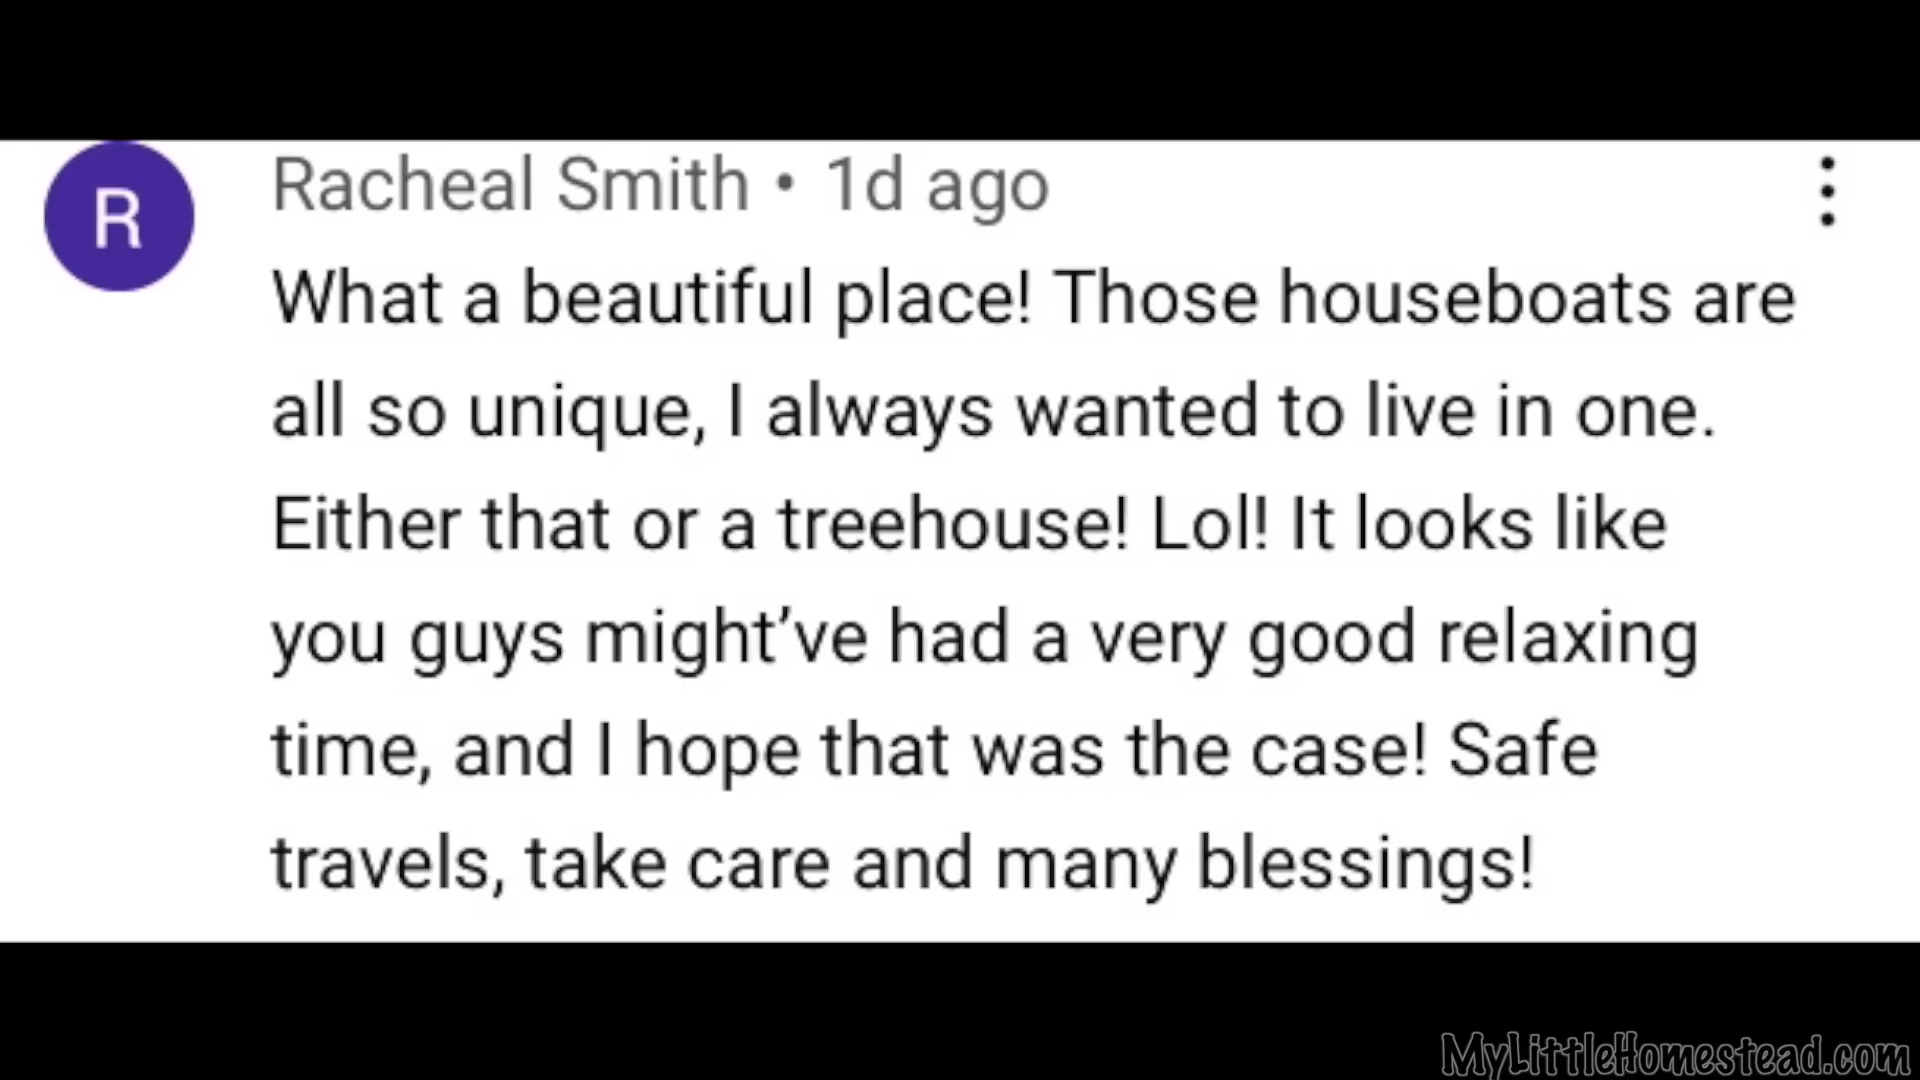 R
Racheal Smith • 1d ago
What a beautiful place! Those houseboats are
all so unique, I always wanted to live in one.
Either that or a treehouse! Lol! It looks like
you guys might’ve had a very good relaxing
time, and I hope that was the case! Safe
travels, take care and many blessings!
MyLittleHomestead.com